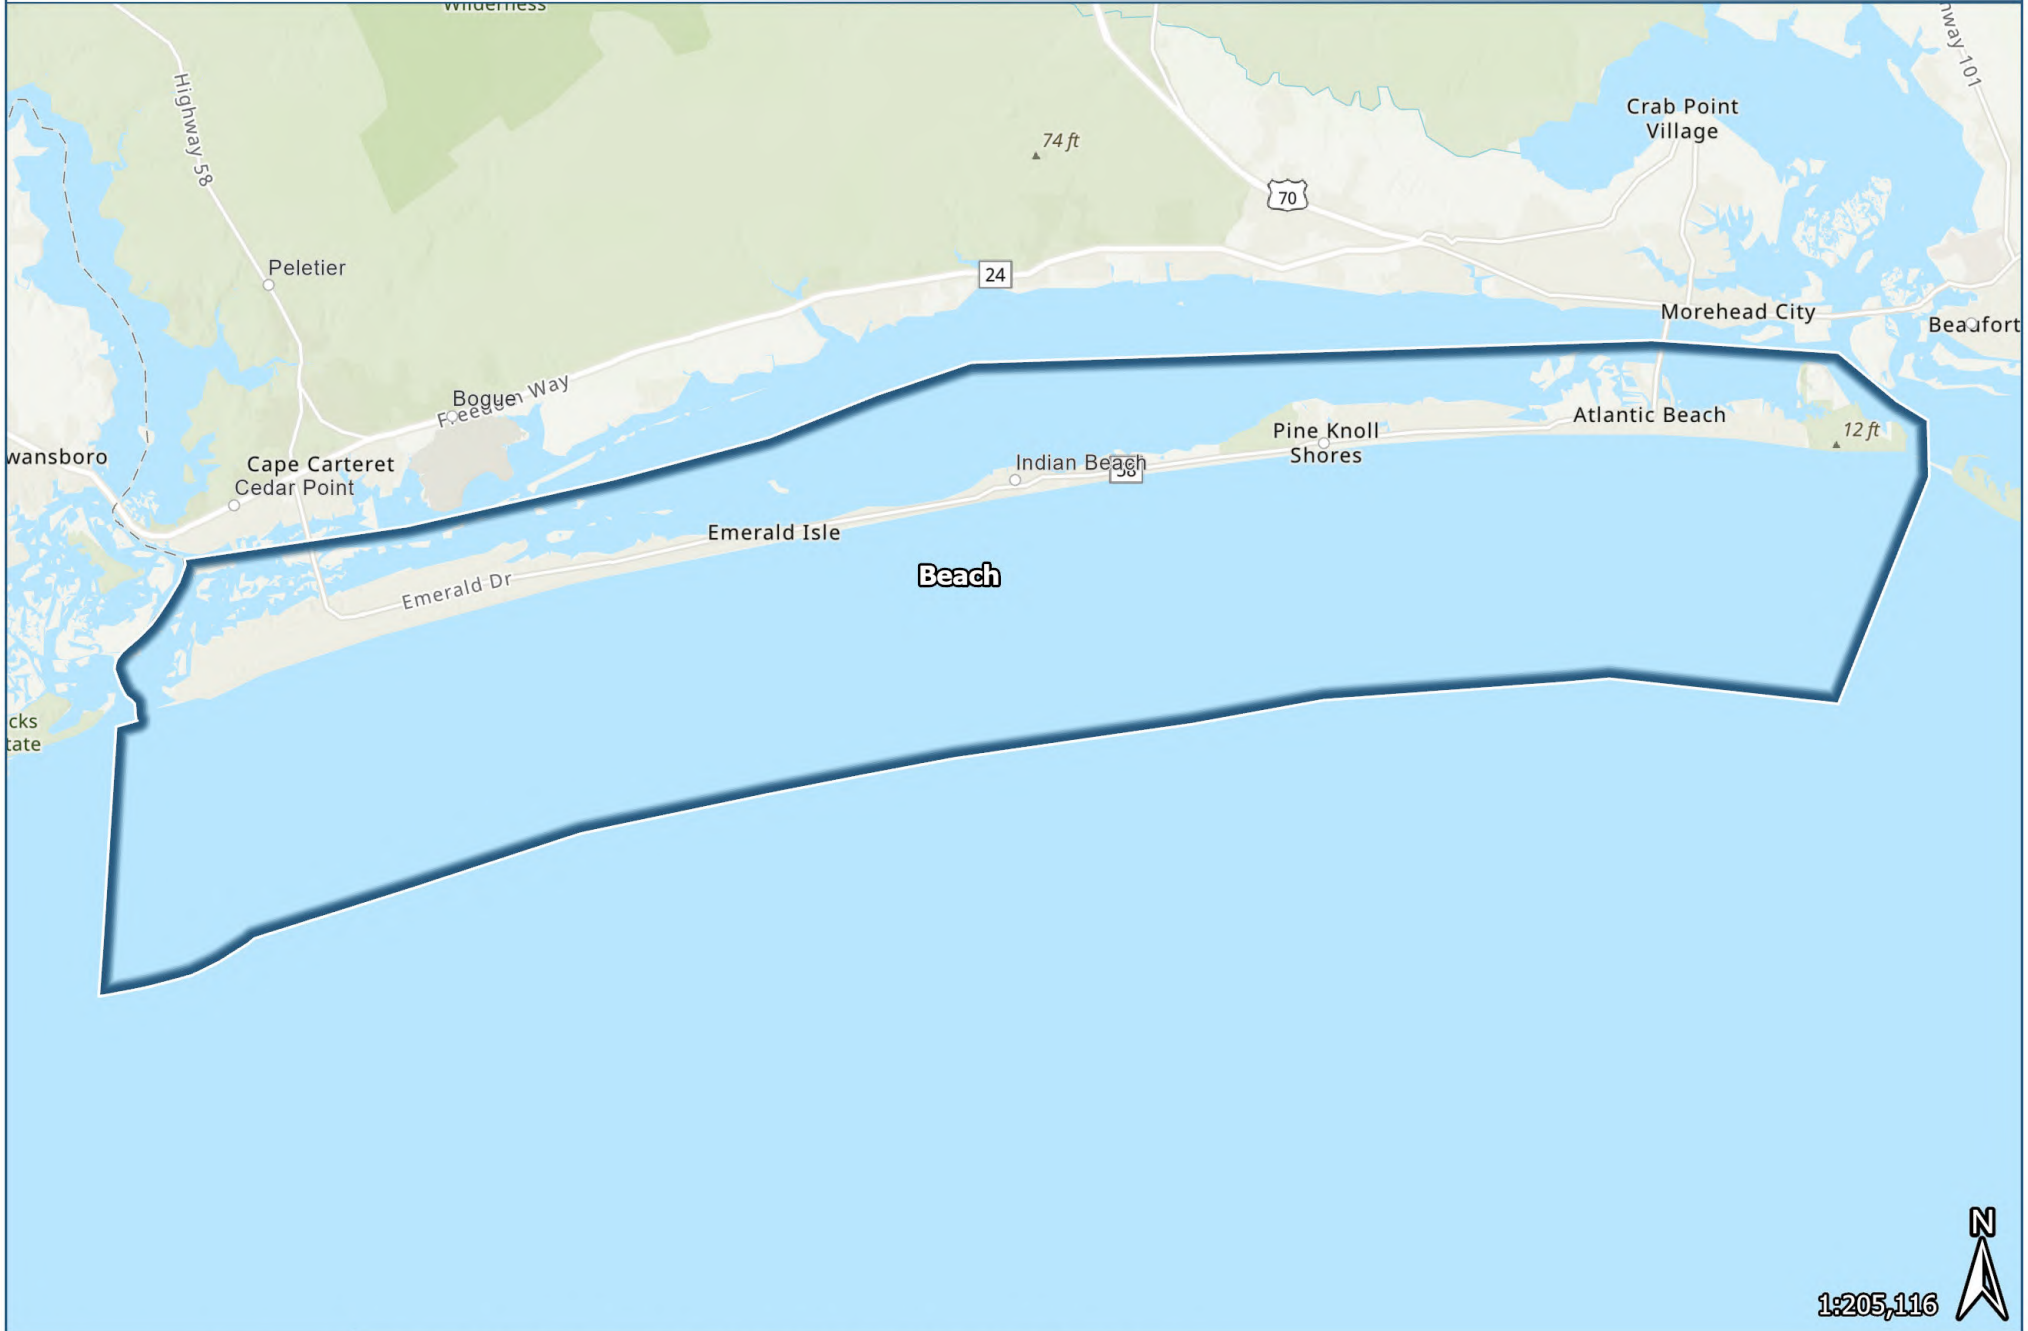 Wilderness
hway 101
Highway 58
Crab Point
Village
74 ft
70
Peletier
24
Morehead City
Beaufort
Bogue
Freedom Way
Atlantic Beach
Pine Knoll
Shores
12 ft
wansboro
Cape Carteret
Cedar Point
Indian Beach
58
Emerald Isle
Emerald Dr
Beach
cks
tate
N
1:205,116